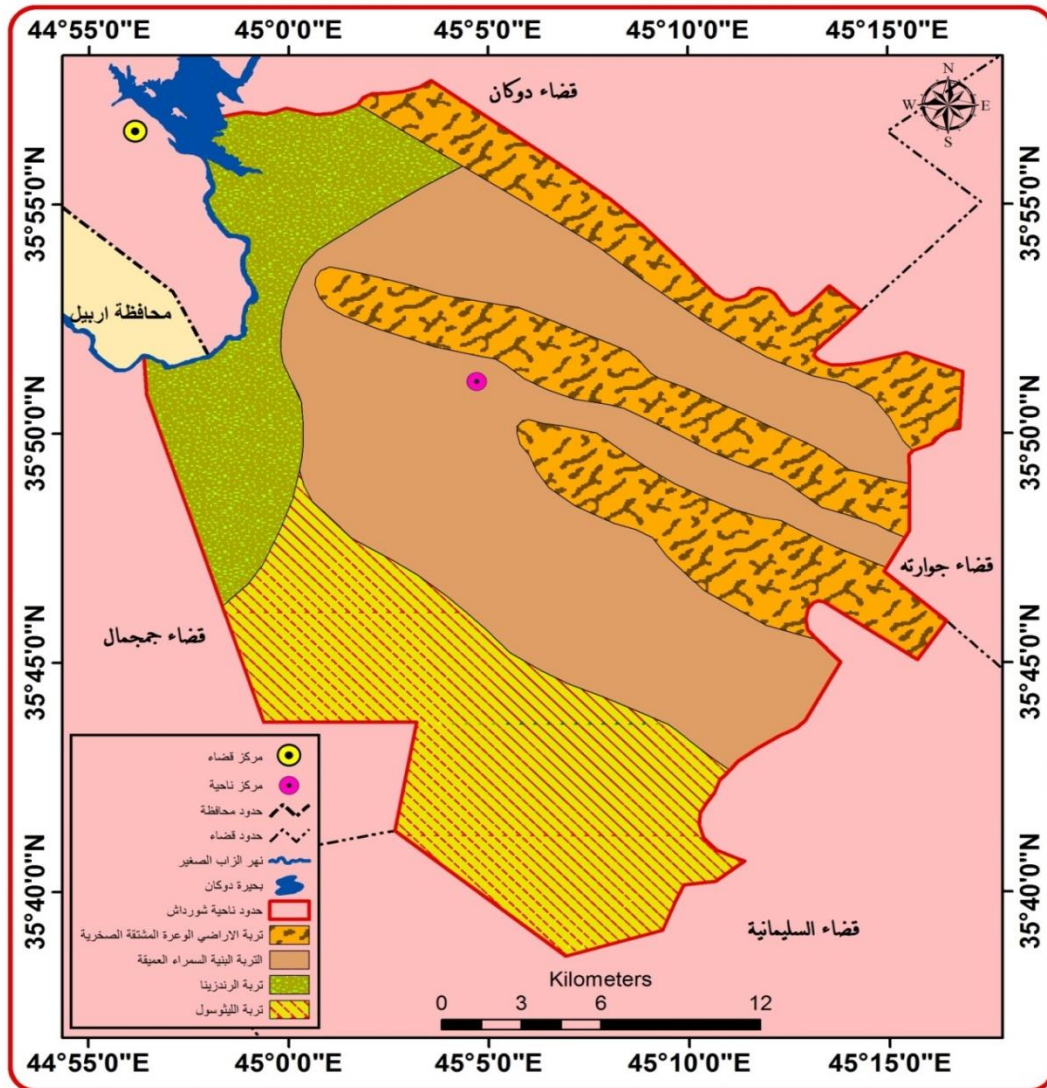 44°55'0"E 45°0'0"E 45°5'0"E 45°10'0"E 45°15'0"E
قضاء دوكان
N
W E
S
35°55'0"N 35°55'0"N
محافظة اربيل
35°50'0"N 35°50'0"N
قضاء جوارته
قضاء جمجمال
35°45'0"N 35°45'0"N
مركز قضاء
مركز ناحية
حدود محافظة
حدود قضاء
نهر الزاب الصغير
بحيرة دوكان
حدود ناحية شورداش
تربة الاراضي الوعرة المشتقة الصخرية
التربة البنية السمراء العميقة
تربة الرندزينا
تربة الليثوسول
35°40'0"N 35°40'0"N
قضاء السليمانية
Kilometers
0 3 6 12
44°55'0"E 45°0'0"E 45°5'0"E 45°10'0"E 45°15'0"E